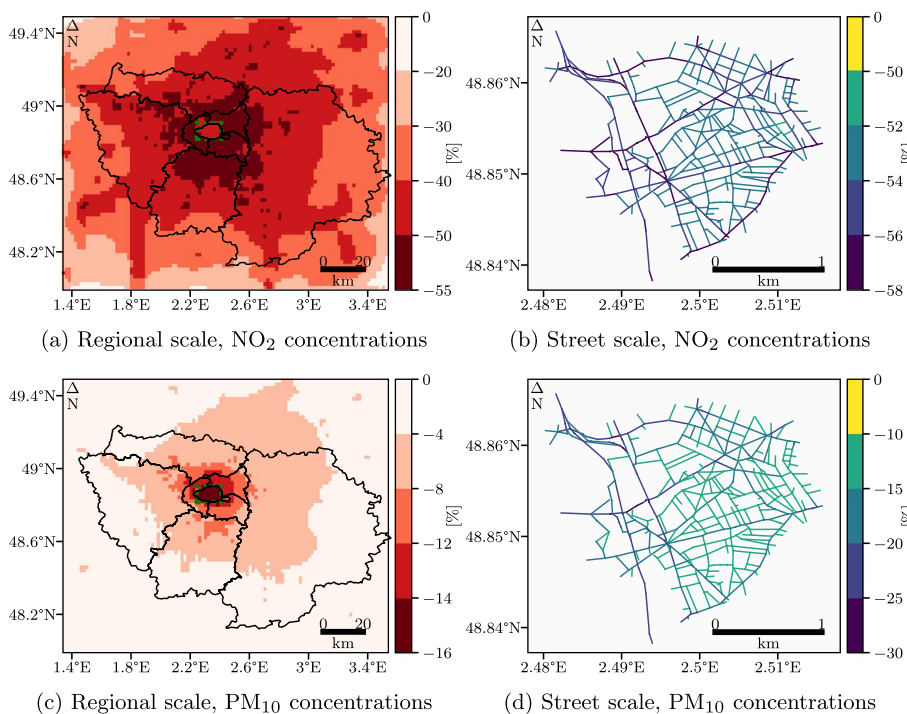 Δ
N
49.4°N
49°N
48.6°N
48.2°N
1.4°E 2.2°E 2.6°E 3°E 3.4°E
0 20
km
0
−20
−30
−40
−50
−55
[%]
(a) Regional scale, NO₂ concentrations
Δ
N
48.86°N
48.85°N
48.84°N
2.48°E 2.49°E 2.5°E 2.51°E
0 1
km
0
−50
−52
−54
−56
−58
(b) Street scale, NO₂ concentrations
Δ
N
49.4°N
49°N
48.6°N
48.2°N
1.4°E 2.2°E 2.6°E 3°E 3.4°E
0 20
km
0
−4
−8
−12
−14
−16
[%]
(c) Regional scale, PM₁₀ concentrations
Δ
N
48.86°N
48.85°N
48.84°N
2.48°E 2.49°E 2.5°E 2.51°E
0 1
km
0
−10
−15
−20
−25
−30
(d) Street scale, PM₁₀ concentrations